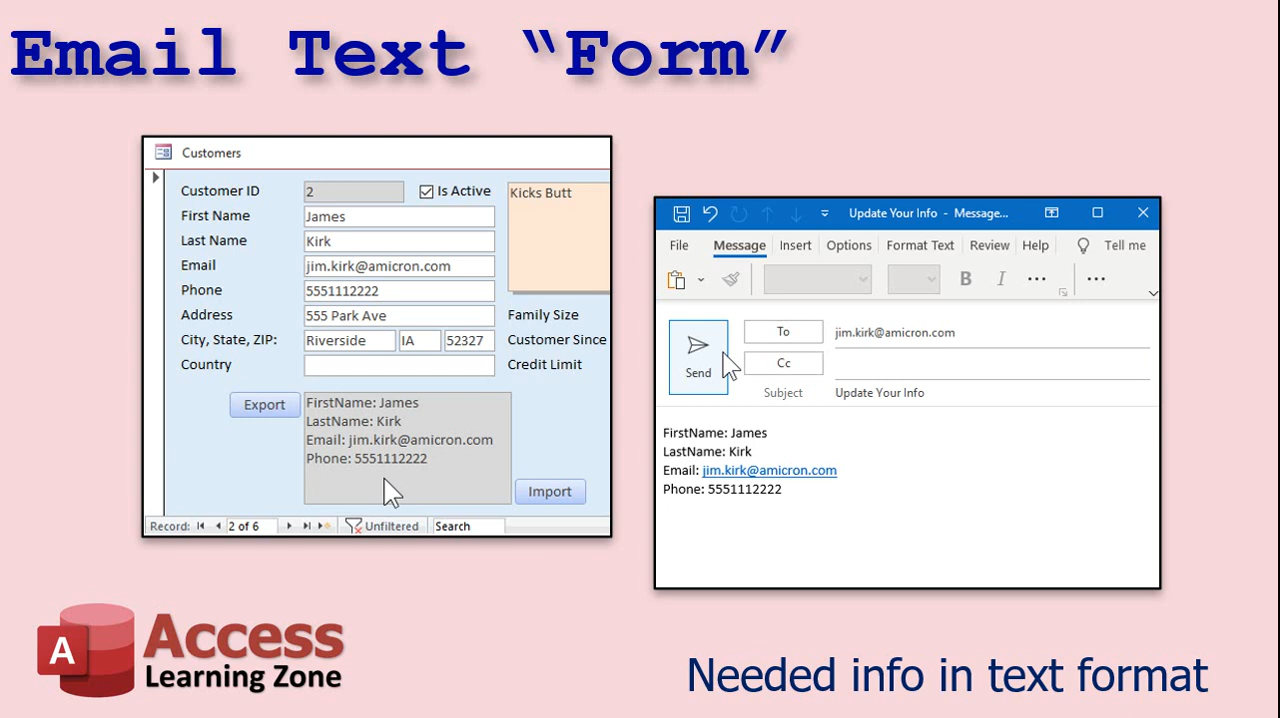 Email Text “Form”
Customers
Customer ID 2 Is Active Kicks Butt
First Name James
Last Name Kirk
Email jim.kirk@amicron.com
Phone 5551112222
Address 555 Park Ave Family Size
City, State, ZIP: Riverside IA 52327 Customer Since
Country Credit Limit
Export
FirstName: James
LastName: Kirk
Email: jim.kirk@amicron.com
Phone: 5551112222
Import
Record: 2 of 6 Unfiltered Search
Update Your Info - Message...
File Message Insert Options Format Text Review Help Tell me
B I ... ...
Send
To jim.kirk@amicron.com
Cc
Subject Update Your Info
FirstName: James
LastName: Kirk
Email: jim.kirk@amicron.com
Phone: 5551112222
A Access
Learning Zone
Needed info in text format